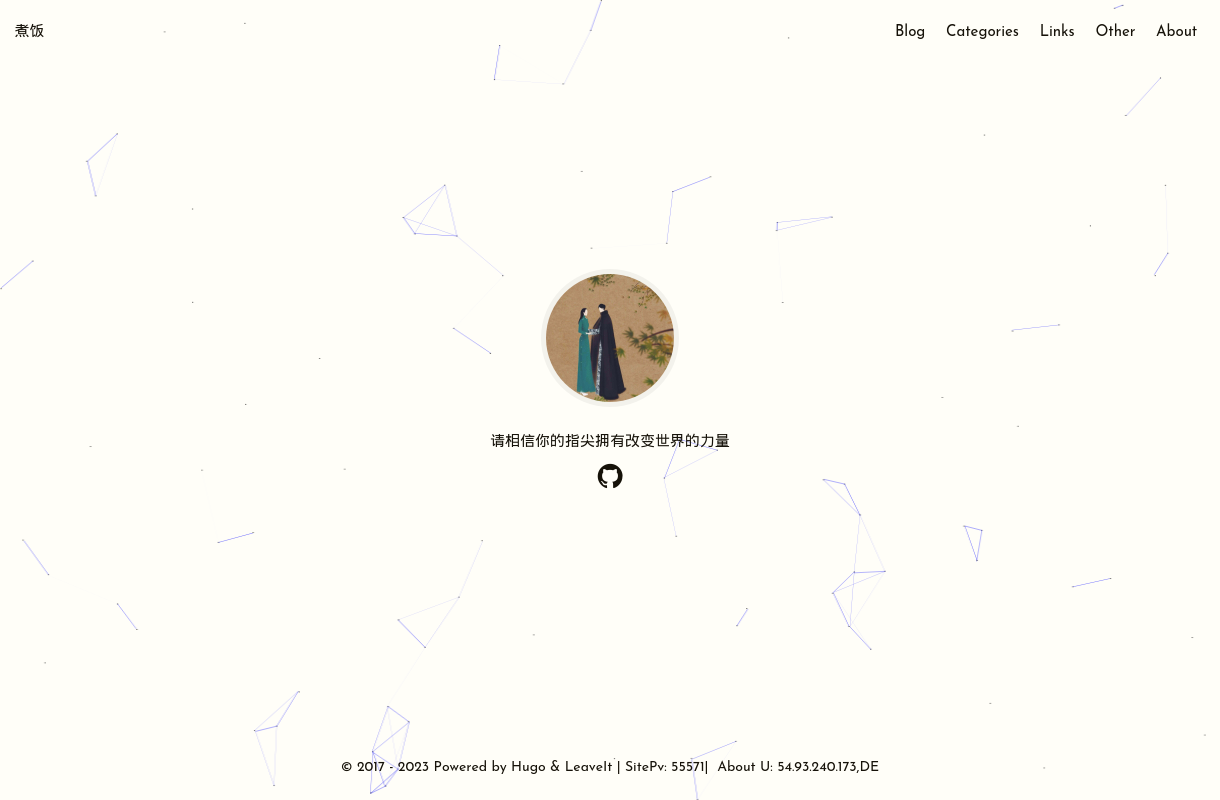 煮饭
Blog Categories Links Other About
请相信你的指尖拥有改变世界的力量
© 2017 - 2023 Powered by Hugo & LeaveIt | SitePv: 55571| About U: 54.93.240.173,DE